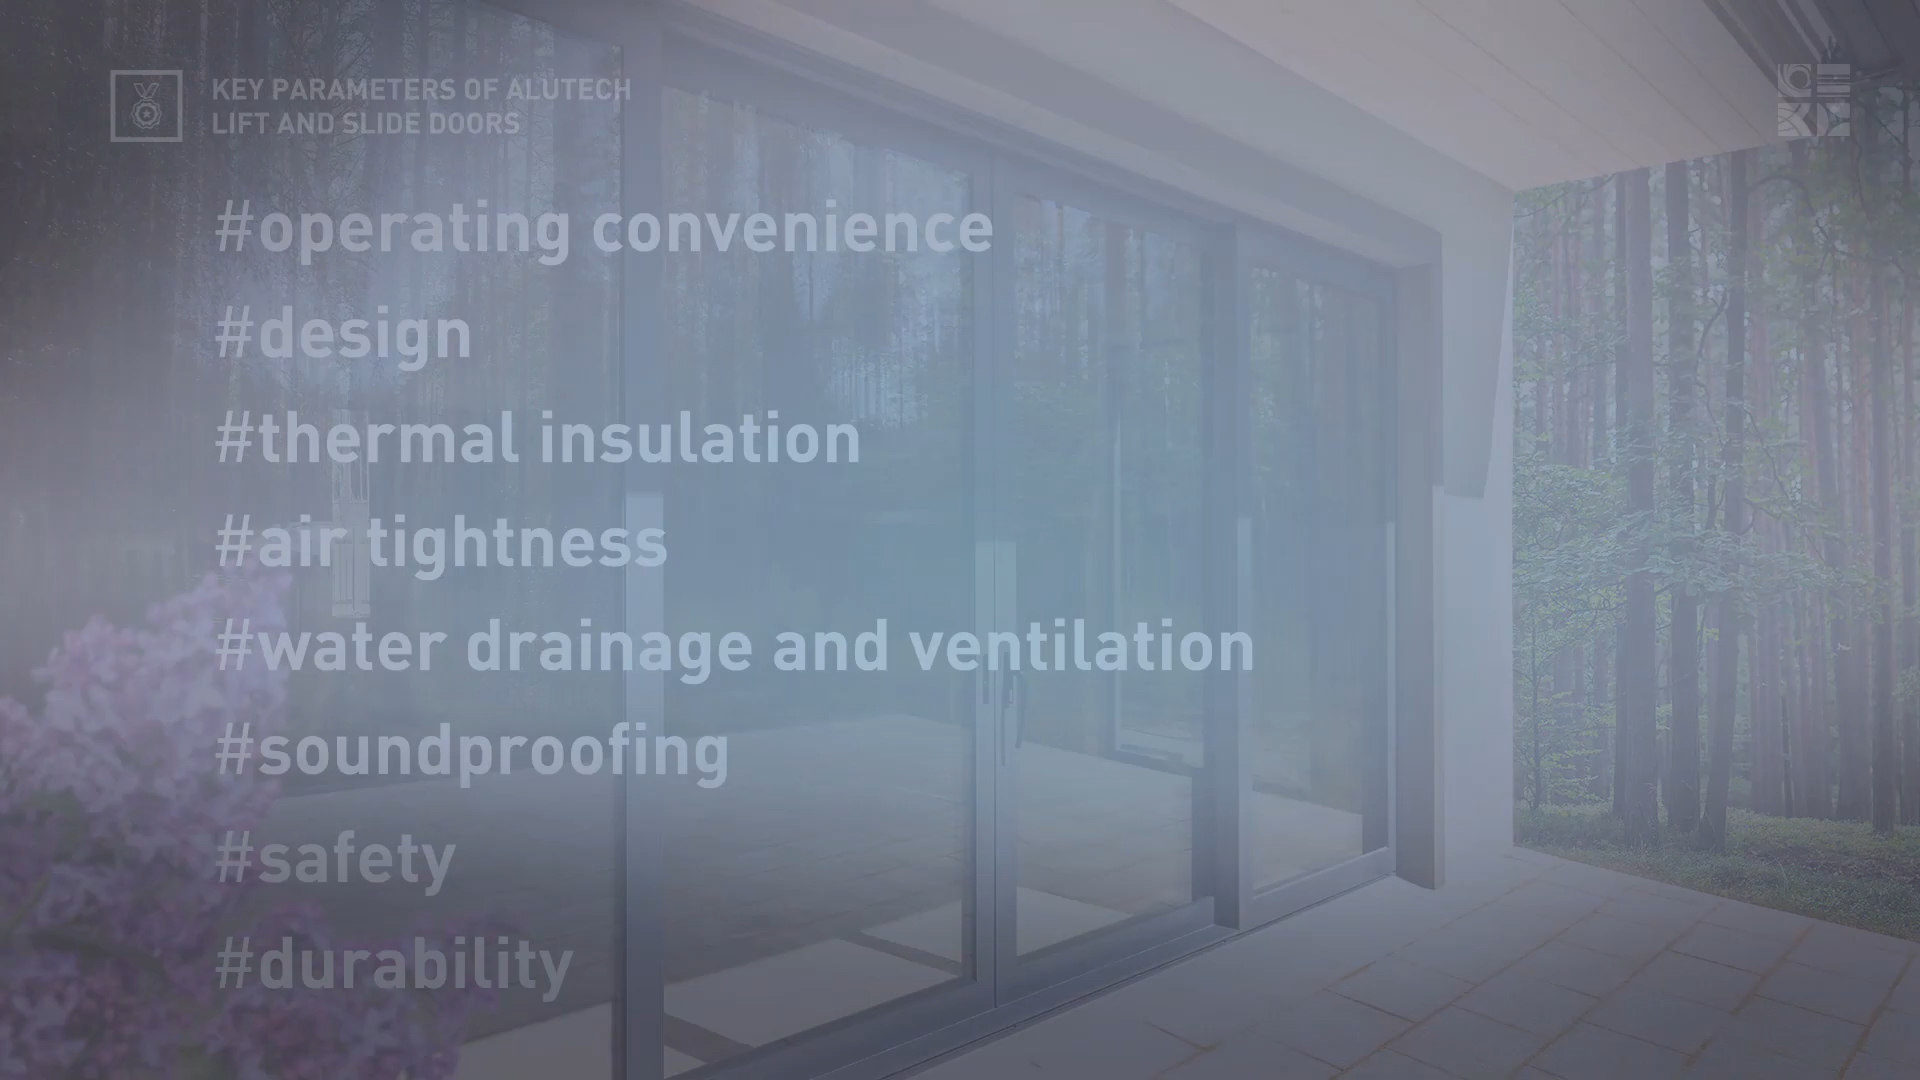 KEY PARAMETERS OF ALUTECH
LIFT AND SLIDE DOORS
#operating convenience
#design
#thermal insulation
#air tightness
#water drainage and ventilation
#soundproofing
#safety
#durability